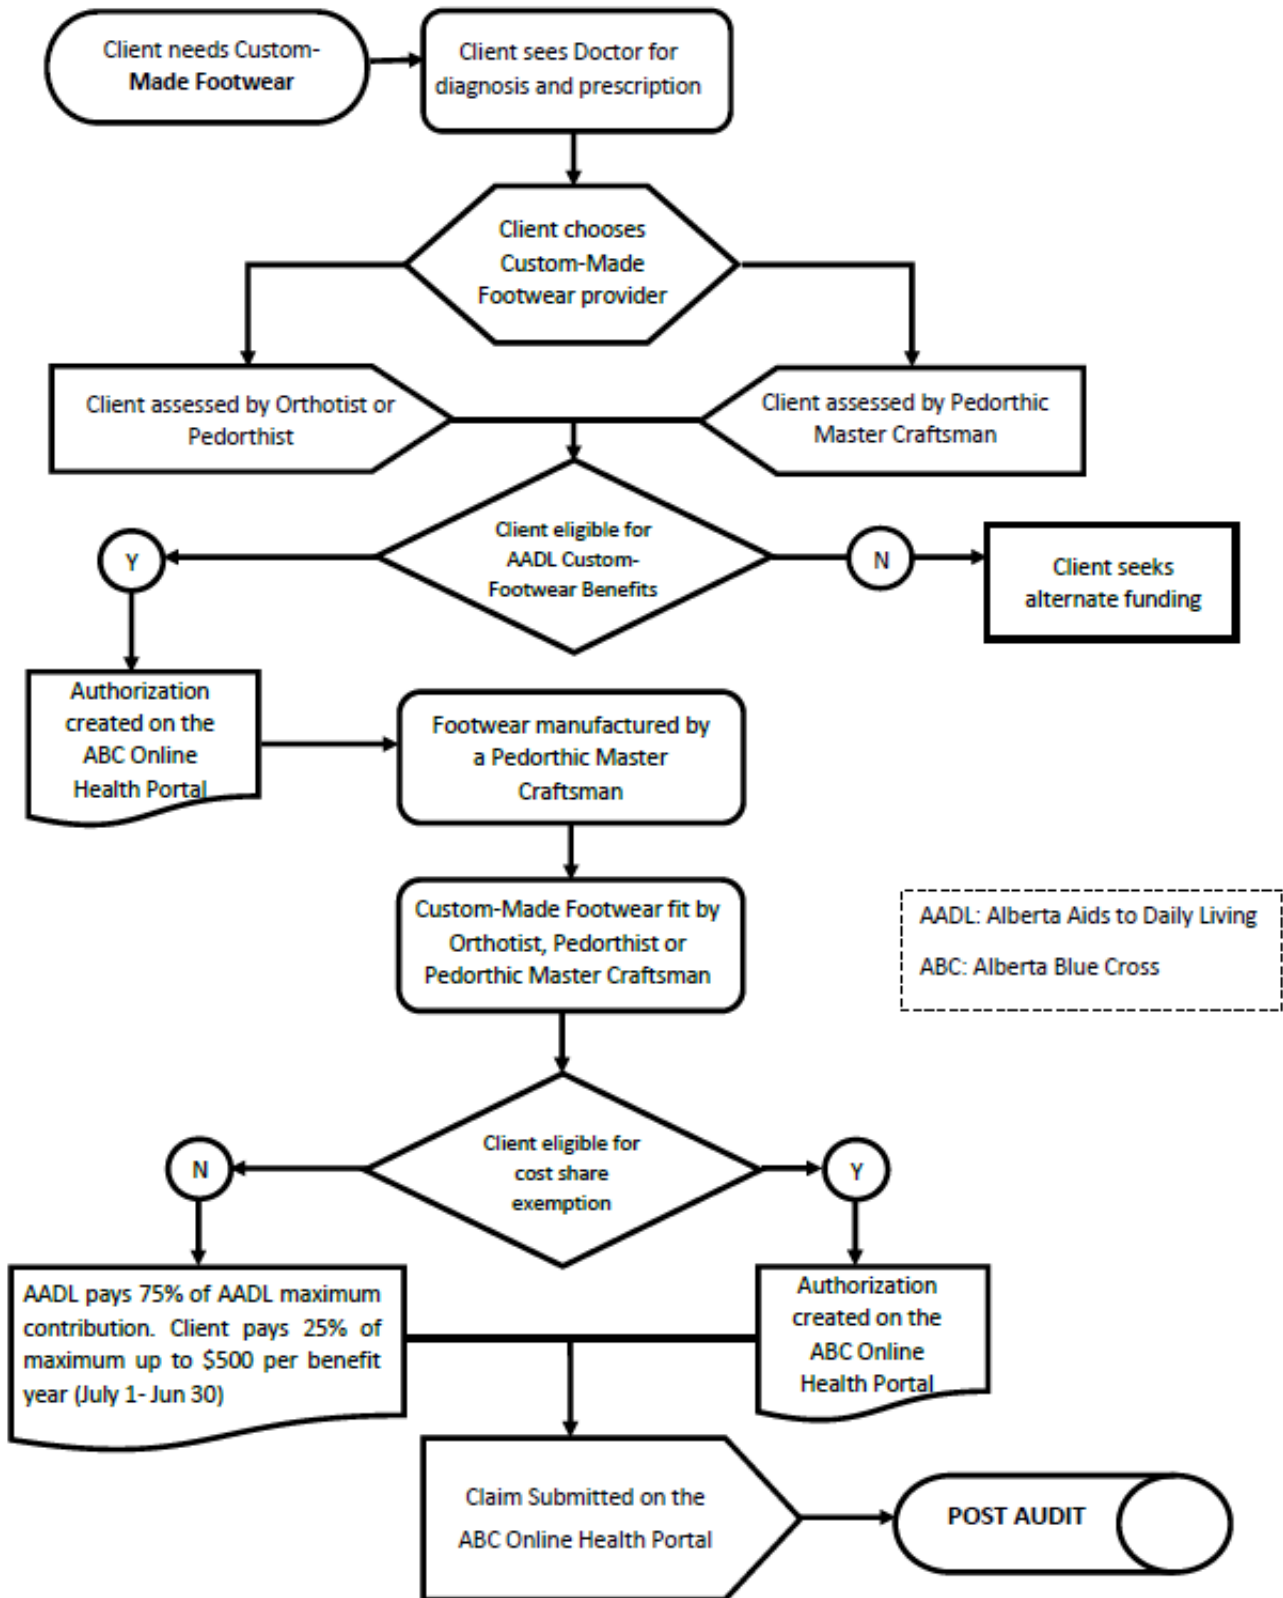 Client needs Custom-
Made Footwear
Client sees Doctor for
diagnosis and prescription
Client chooses
Custom-Made
Footwear provider
Client assessed by Orthotist or
Pedorthist
Client assessed by Pedorthic
Master Craftsman
Client eligible for
AADL Custom-
Footwear Benefits
Y
N
Client seeks
alternate funding
Authorization
created on the
ABC Online
Health Portal
Footwear manufactured by
a Pedorthic Master
Craftsman
Custom-Made Footwear fit by
Orthotist, Pedorthist or
Pedorthic Master Craftsman
AADL: Alberta Aids to Daily Living
ABC: Alberta Blue Cross
Client eligible for
cost share
exemption
N
Y
AADL pays 75% of AADL maximum
contribution. Client pays 25% of
maximum up to $500 per benefit
year (July 1- Jun 30)
Authorization
created on the
ABC Online
Health Portal
Claim Submitted on the
ABC Online Health Portal
POST AUDIT